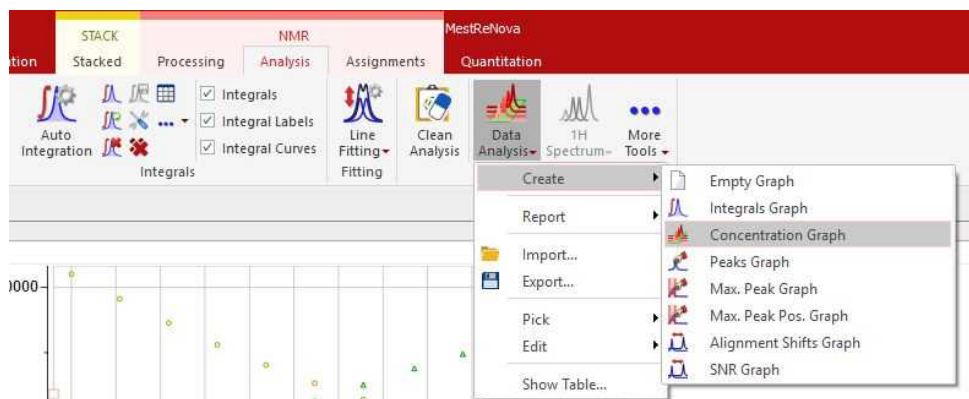 STACK
NMR
MestReNova
Stacked
Processing
Analysis
Assignments
Quantitation
Auto
Integration
Integrals
Integral Labels
Integral Curves
Line
Fitting
Clean
Analysis
Data
Analysis
1H
Spectrum
More
Tools
Integrals
Fitting
Create
Report
Import...
Export...
Pick
Edit
Show Table...
Empty Graph
Integrals Graph
Concentration Graph
Peaks Graph
Max. Peak Graph
Max. Peak Pos. Graph
Alignment Shifts Graph
SNR Graph